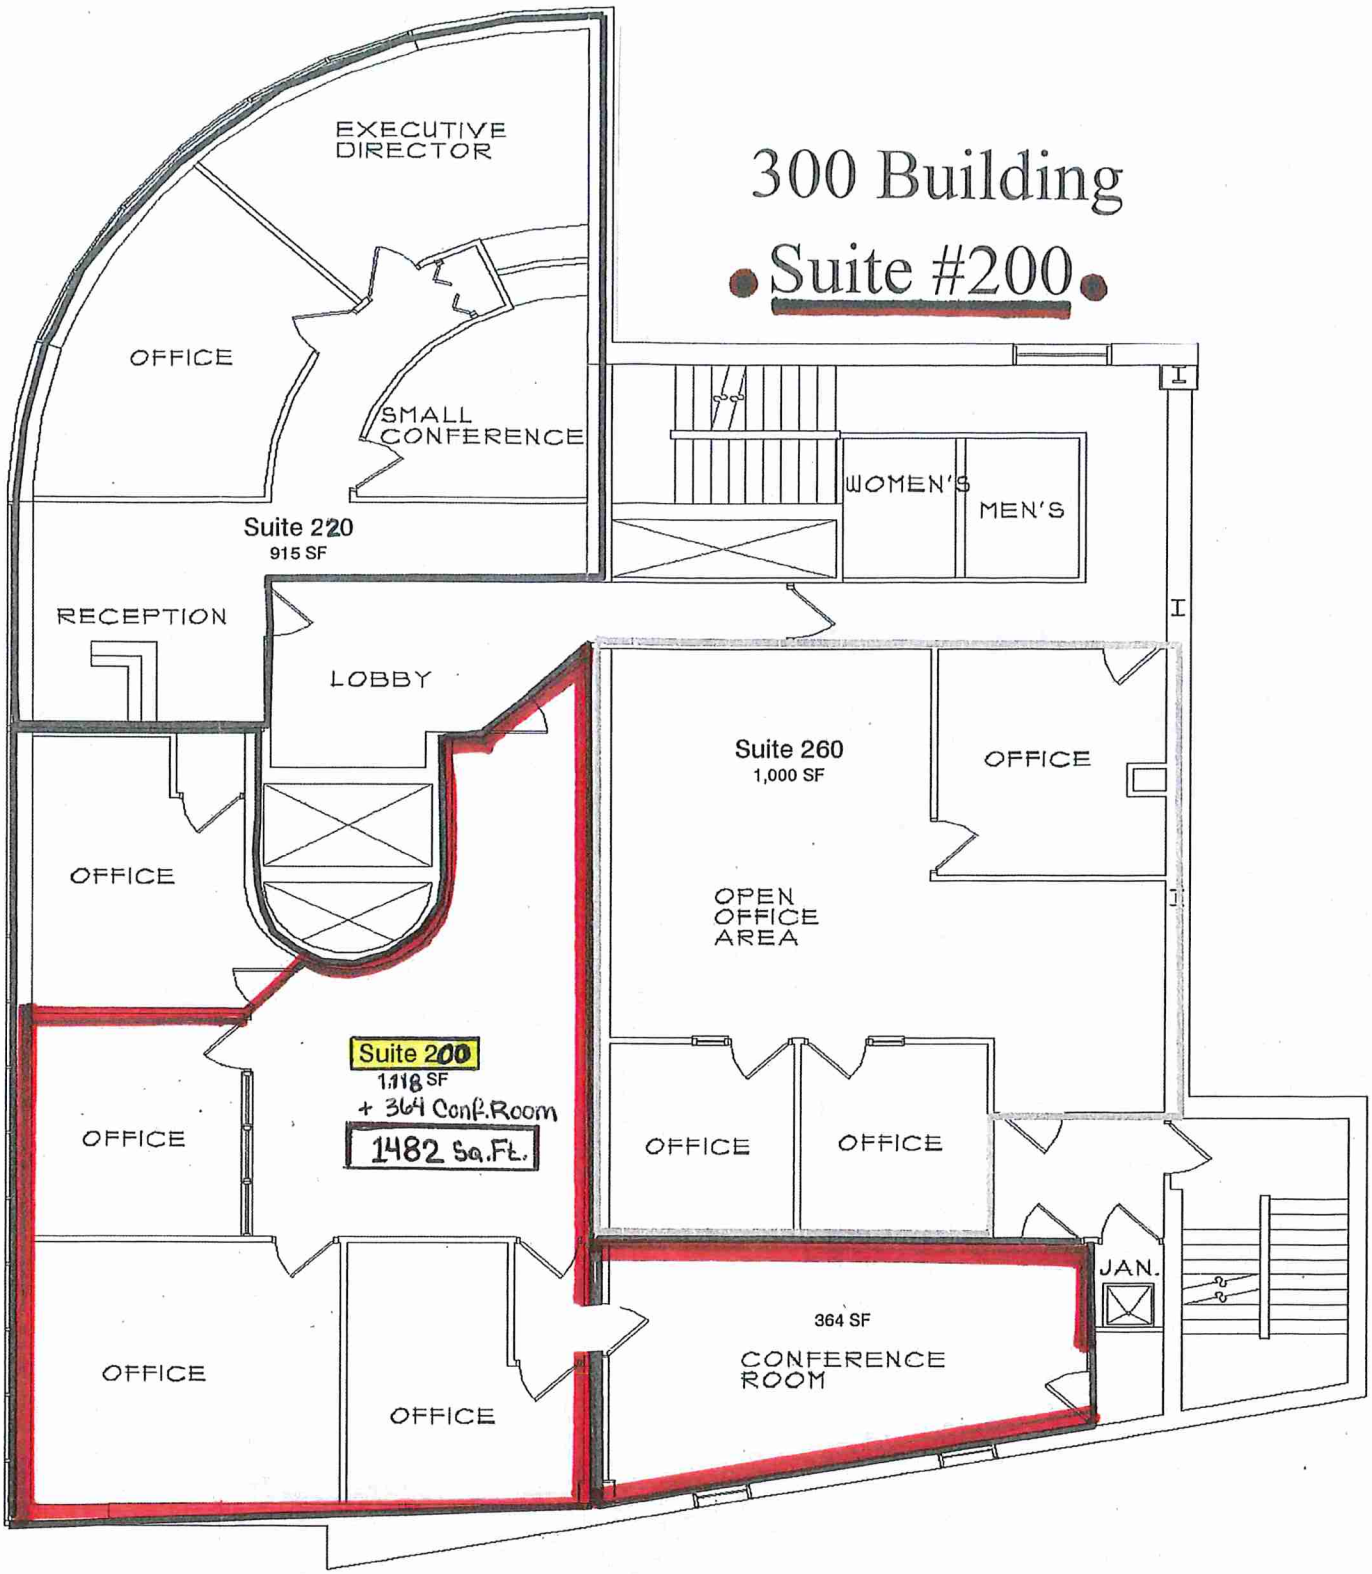 300 Building
Suite #200
EXECUTIVE
DIRECTOR
OFFICE
SMALL
CONFERENCE
WOMEN'S
MEN'S
Suite 220
915 SF
RECEPTION
LOBBY
Suite 260
1,000 SF
OFFICE
OFFICE
OPEN
OFFICE
AREA
Suite 200
1,118 SF
+ 364 Conf. Room
1482 Sq.Ft.
OFFICE
OFFICE
OFFICE
JAN.
364 SF
CONFERENCE
ROOM
OFFICE
OFFICE